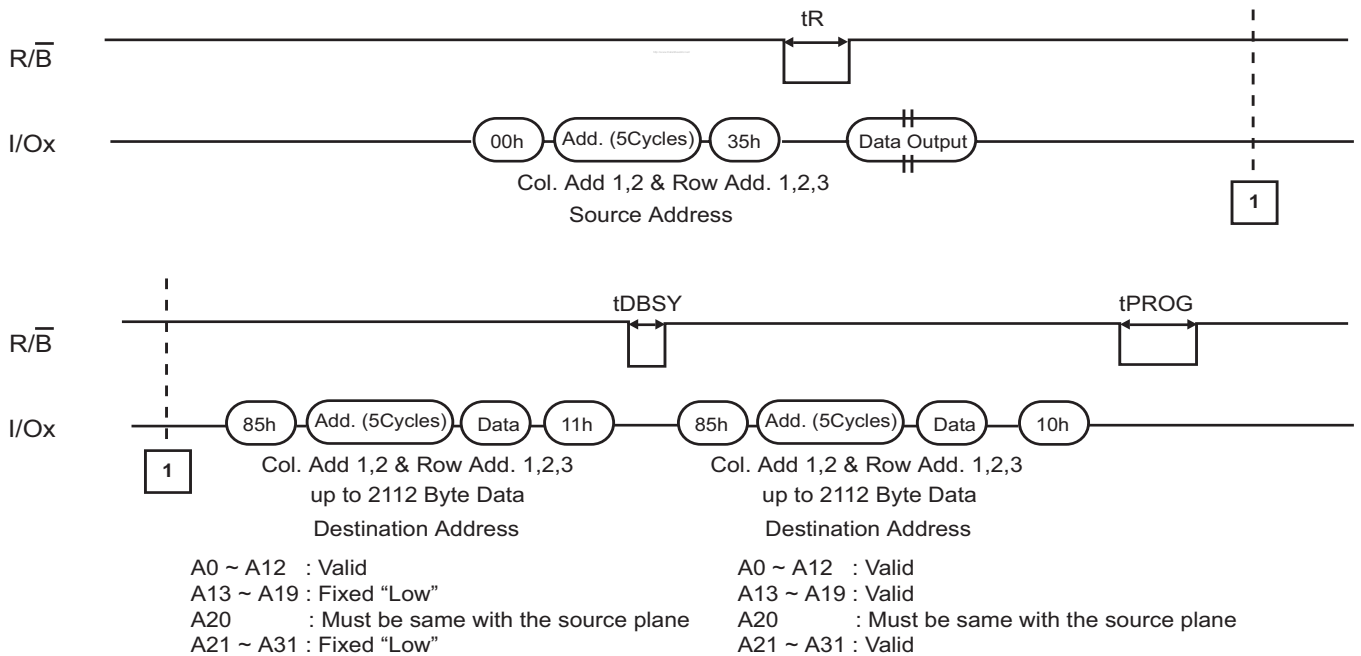 tR
R/B̅
I/Ox
00h Add. (5Cycles) 35h Data Output
Col. Add 1,2 & Row Add. 1,2,3
Source Address
1
tDBSY tPROG
R/B̅
I/Ox
85h Add. (5Cycles) Data 11h 85h Add. (5Cycles) Data 10h
1
Col. Add 1,2 & Row Add. 1,2,3 Col. Add 1,2 & Row Add. 1,2,3
up to 2112 Byte Data up to 2112 Byte Data
Destination Address Destination Address
A0 ~ A12 : Valid A0 ~ A12 : Valid
A13 ~ A19 : Fixed “Low” A13 ~ A19 : Valid
A20 : Must be same with the source plane A20 : Must be same with the source plane
A21 ~ A31 : Fixed “Low” A21 ~ A31 : Valid